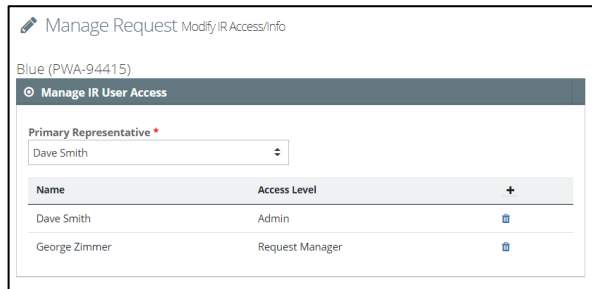 Manage Request Modify IR Access/Info
Blue (PWA-94415)
Manage IR User Access
Primary Representative *
Dave Smith
Name Access Level +
Dave Smith Admin
George Zimmer Request Manager